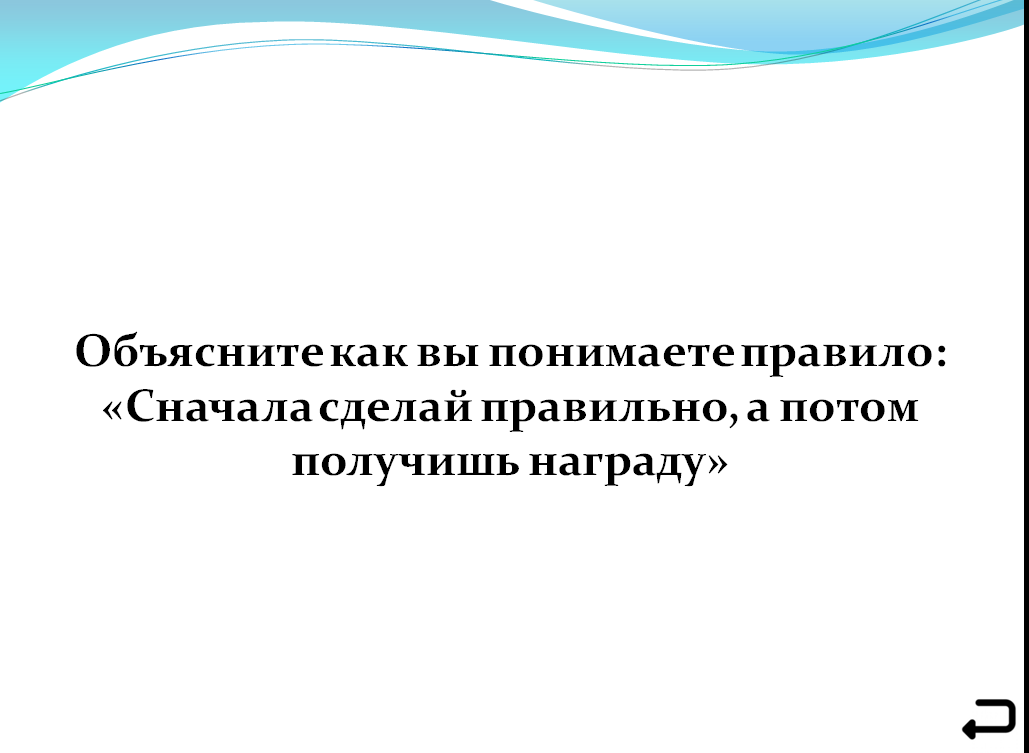 Объясните как вы понимаете правило:
«Сначала сделай правильно, а потом
получишь награду»